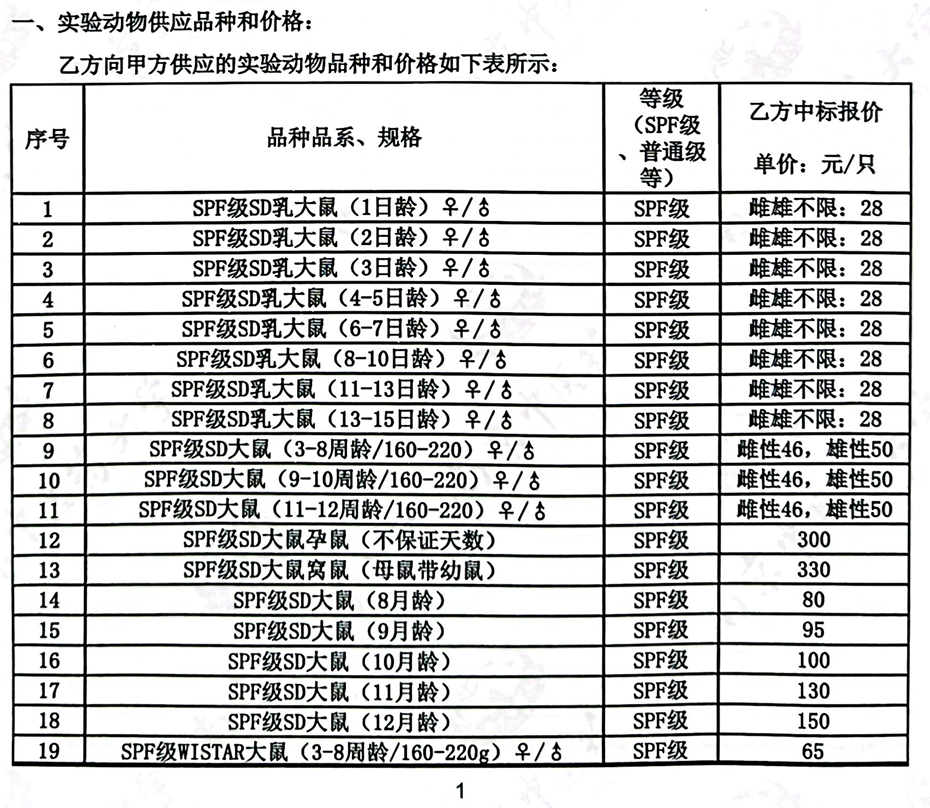 一、实验动物供应品种和价格：
乙方向甲方供应的实验动物品种和价格如下表所示：
序号 品种品系、规格 等级（SPF级、普通级等） 乙方中标报价 单价：元/只
1 SPF级SD乳大鼠（1日龄）♀/♂ SPF级 雌雄不限：28
2 SPF级SD乳大鼠（2日龄）♀/♂ SPF级 雌雄不限：28
3 SPF级SD乳大鼠（3日龄）♀/♂ SPF级 雌雄不限：28
4 SPF级SD乳大鼠（4-5日龄）♀/♂ SPF级 雌雄不限：28
5 SPF级SD乳大鼠（6-7日龄）♀/♂ SPF级 雌雄不限：28
6 SPF级SD乳大鼠（8-10日龄）♀/♂ SPF级 雌雄不限：28
7 SPF级SD乳大鼠（11-13日龄）♀/♂ SPF级 雌雄不限：28
8 SPF级SD乳大鼠（13-15日龄）♀/♂ SPF级 雌雄不限：28
9 SPF级SD大鼠（3-8周龄/160-220）♀/♂ SPF级 雌性46，雄性50
10 SPF级SD大鼠（9-10周龄/160-220）♀/♂ SPF级 雌性46，雄性50
11 SPF级SD大鼠（11-12周龄/160-220）♀/♂ SPF级 雌性46，雄性50
12 SPF级SD大鼠孕鼠（不保证天数） SPF级 300
13 SPF级SD大鼠窝鼠（母鼠带幼鼠） SPF级 330
14 SPF级SD大鼠（8月龄） SPF级 80
15 SPF级SD大鼠（9月龄） SPF级 95
16 SPF级SD大鼠（10月龄） SPF级 100
17 SPF级SD大鼠（11月龄） SPF级 130
18 SPF级SD大鼠（12月龄） SPF级 150
19 SPF级WISTAR大鼠（3-8周龄/160-220g）♀/♂ SPF级 65
1